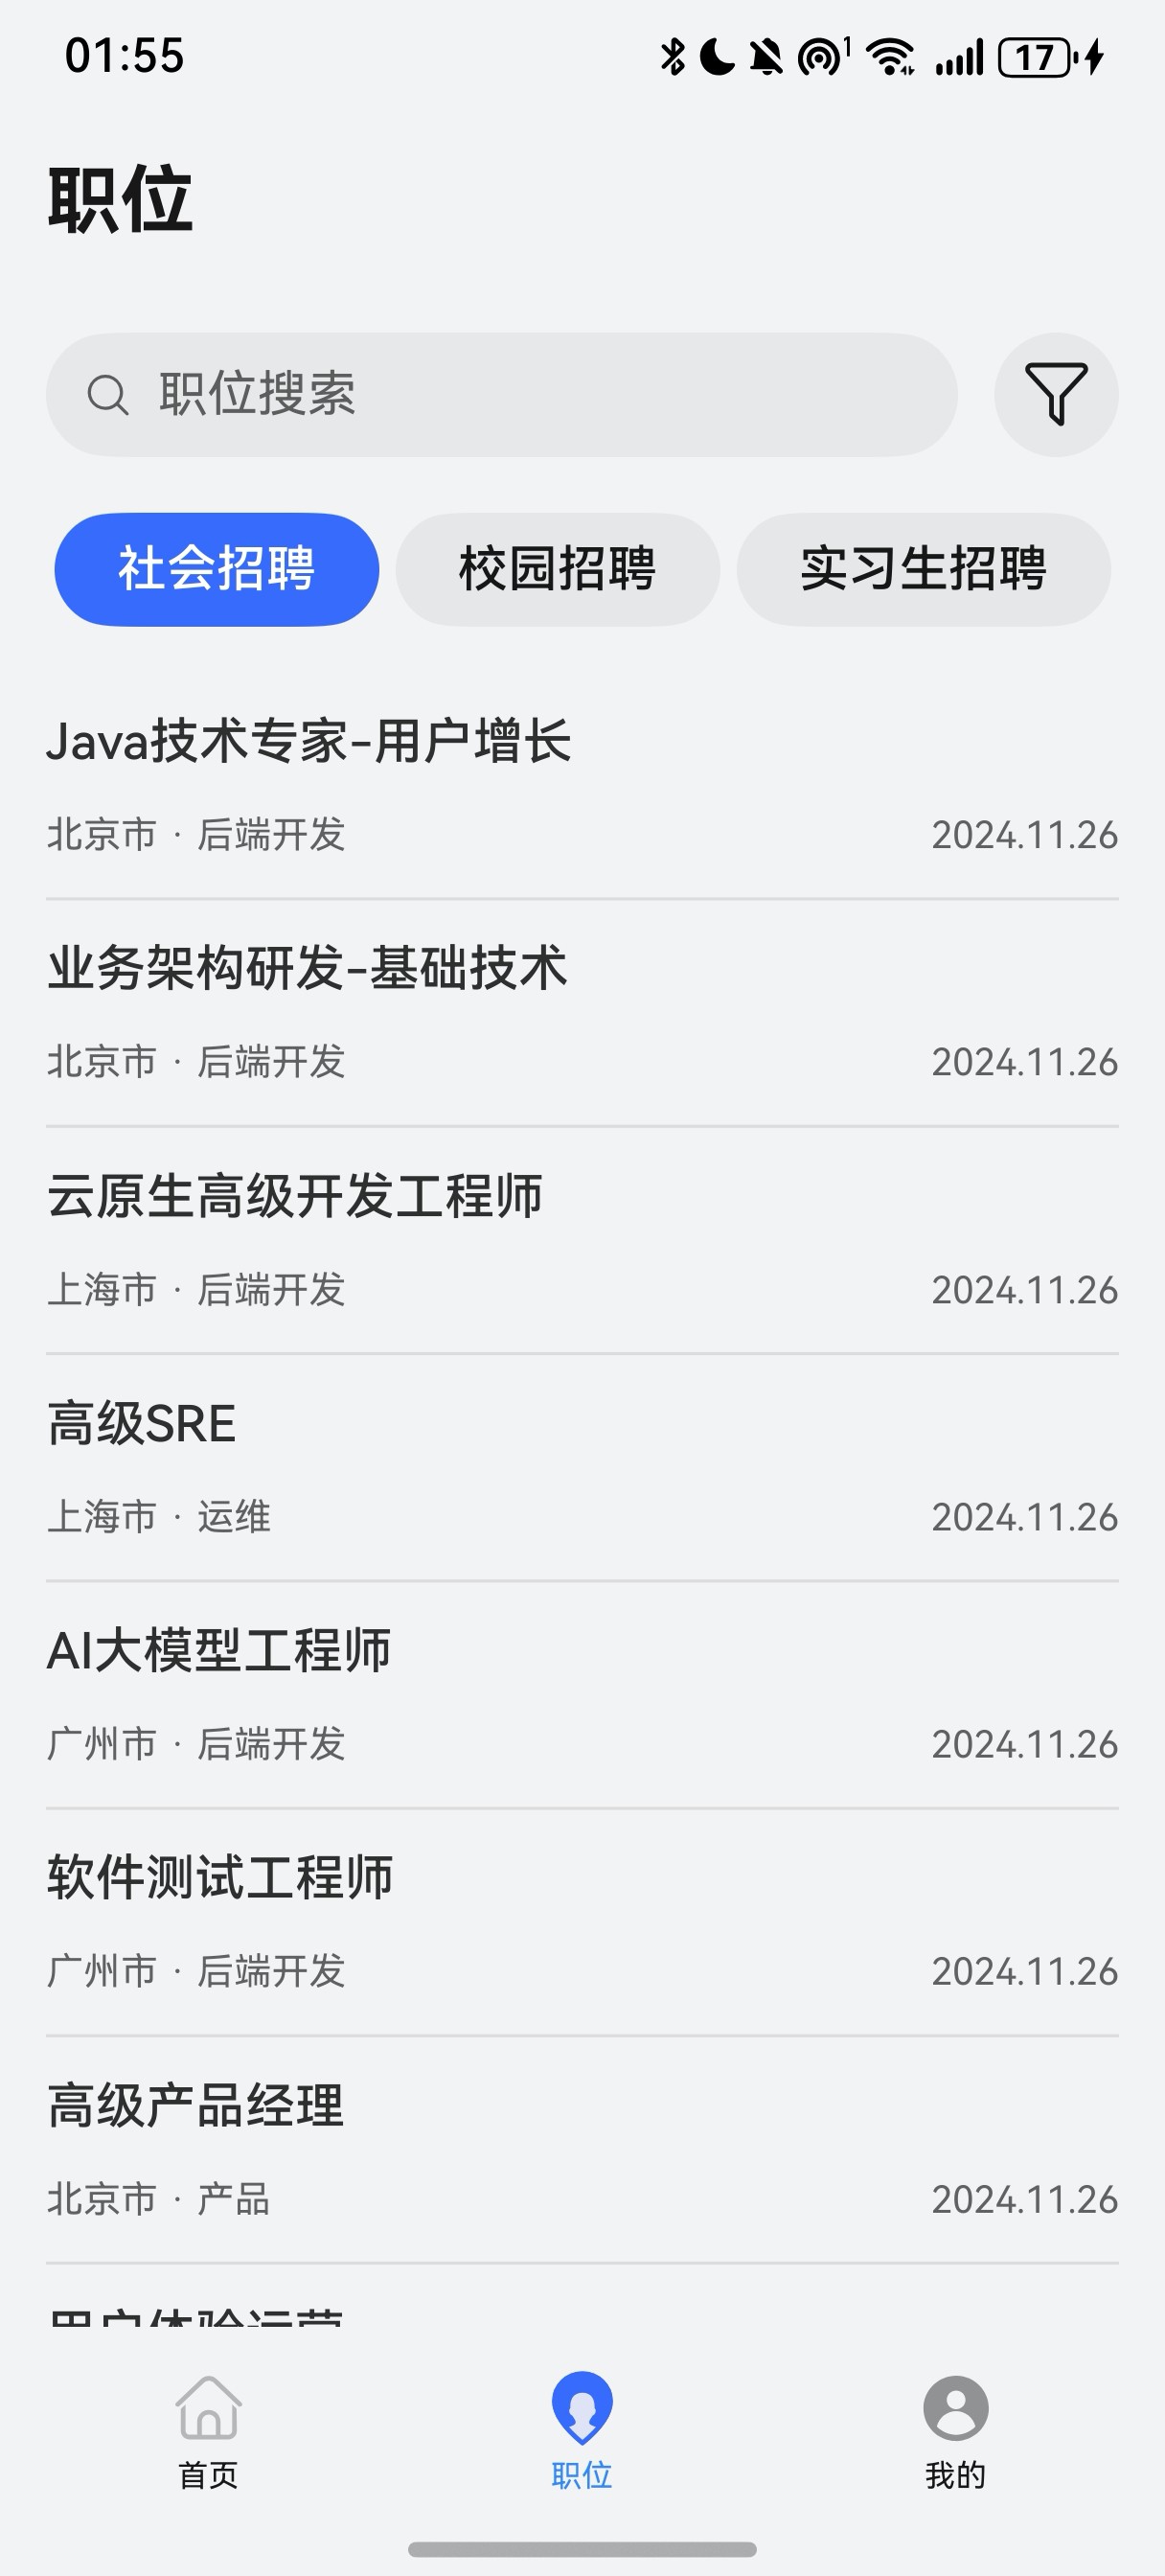 01:55
1
17
职位
职位搜索
社会招聘 校园招聘 实习生招聘
Java技术专家-用户增长
北京市 · 后端开发 2024.11.26
业务架构研发-基础技术
北京市 · 后端开发 2024.11.26
云原生高级开发工程师
上海市 · 后端开发 2024.11.26
高级SRE
上海市 · 运维 2024.11.26
AI大模型工程师
广州市 · 后端开发 2024.11.26
软件测试工程师
广州市 · 后端开发 2024.11.26
高级产品经理
北京市 · 产品 2024.11.26
用户体验运营
首页 职位 我的